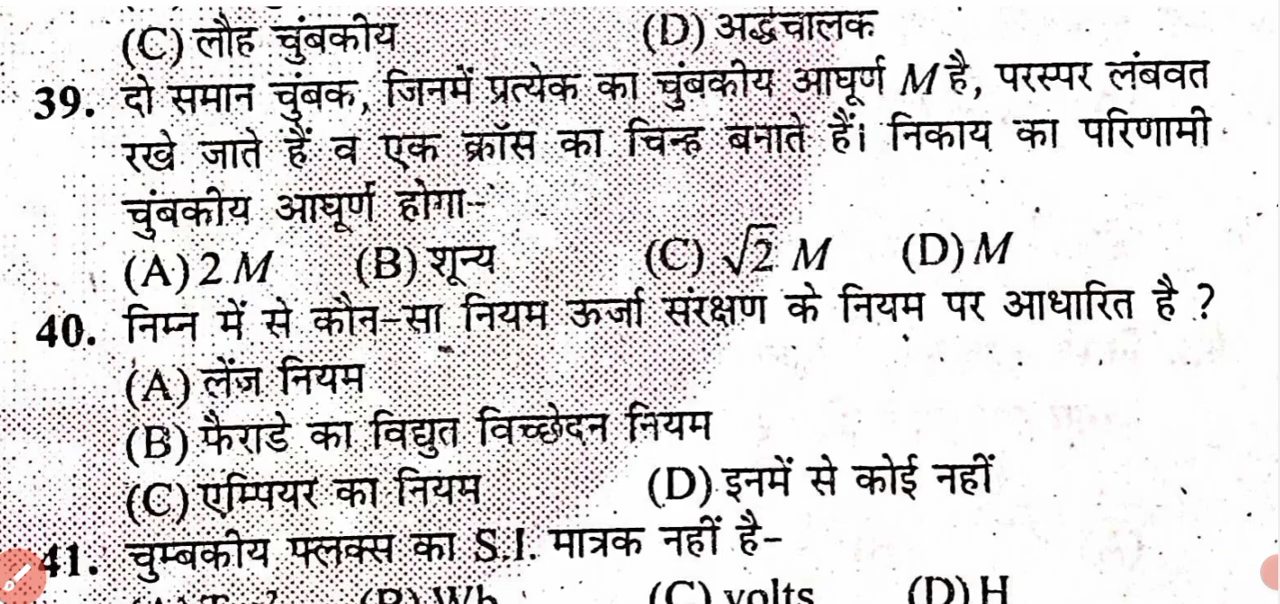 (C) लौह चुंबकीय (D) अर्द्धचालक
39. दो समान चुंबक, जिनमें प्रत्येक का चुंबकीय आघूर्ण M है, परस्पर लंबवत
रखे जाते हैं व एक क्रॉस का चिन्ह बनाते हैं। निकाय का परिणामी
चुंबकीय आघूर्ण होगा-
(A) 2 M (B) शून्य (C) √2 M (D) M
40. निम्न में से कौन-सा नियम ऊर्जा संरक्षण के नियम पर आधारित है ?
(A) लेंज नियम
(B) फैराडे का विद्युत विच्छेदन नियम
(C) एम्पियर का नियम (D) इनमें से कोई नहीं
41. चुम्बकीय फ्लक्स का S.I. मात्रक नहीं है-
(B) Wb (C) volts (D) H